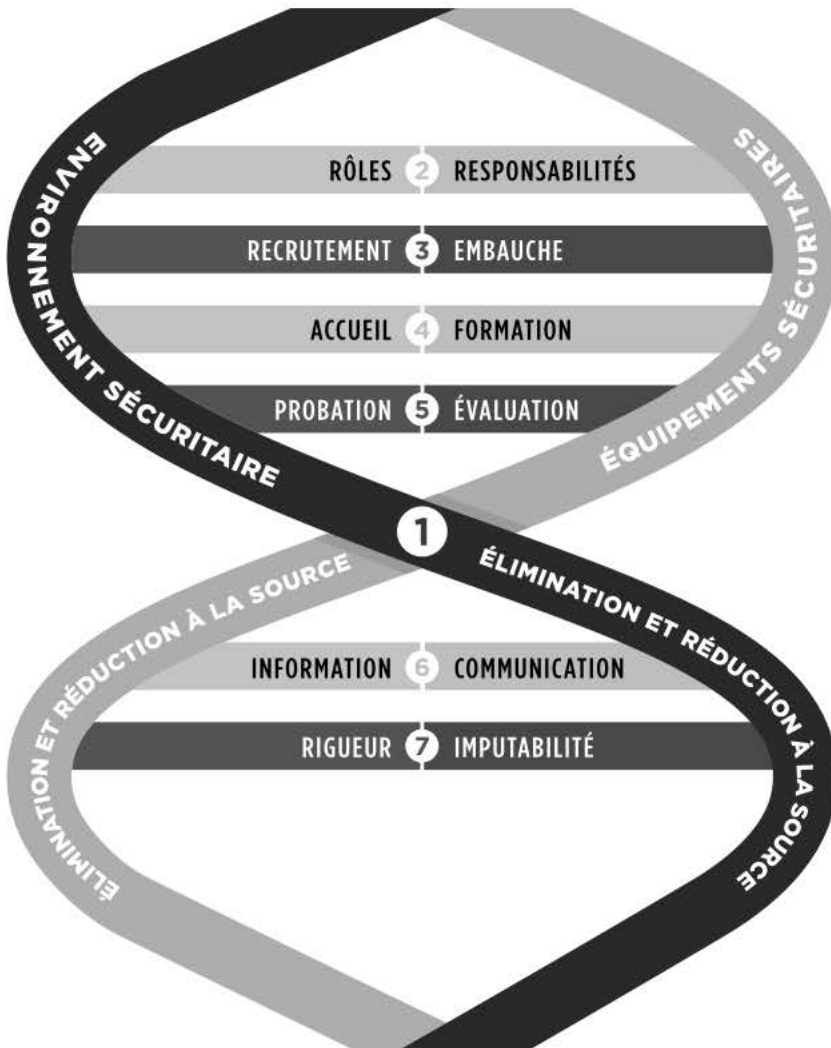 ENVIRONNEMENT SÉCURITAIRE
ÉQUIPEMENTS SÉCURITAIRES
RÔLES 2 RESPONSABILITÉS
RECRUTEMENT 3 EMBAUCHE
ACCUEIL 4 FORMATION
PROBATION 5 ÉVALUATION
1
ÉLIMINATION ET RÉDUCTION À LA SOURCE
ÉLIMINATION ET RÉDUCTION À LA SOURCE
INFORMATION 6 COMMUNICATION
RIGUEUR 7 IMPUTABILITÉ